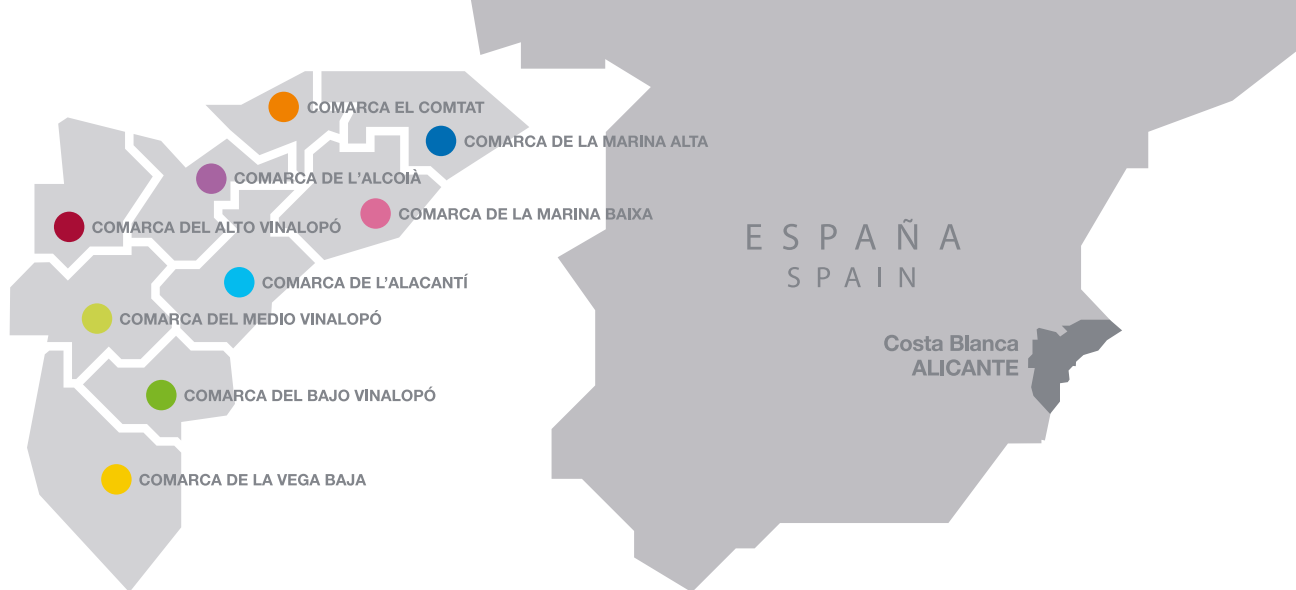 COMARCA EL COMTAT
COMARCA DE LA MARINA ALTA
COMARCA DE L'ALCOIÀ
COMARCA DE LA MARINA BAIXA
COMARCA DEL ALTO VINALOPÓ
COMARCA DE L'ALACANTÍ
COMARCA DEL MEDIO VINALOPÓ
COMARCA DEL BAJO VINALOPÓ
COMARCA DE LA VEGA BAJA
ESPAÑA
SPAIN
Costa Blanca
ALICANTE